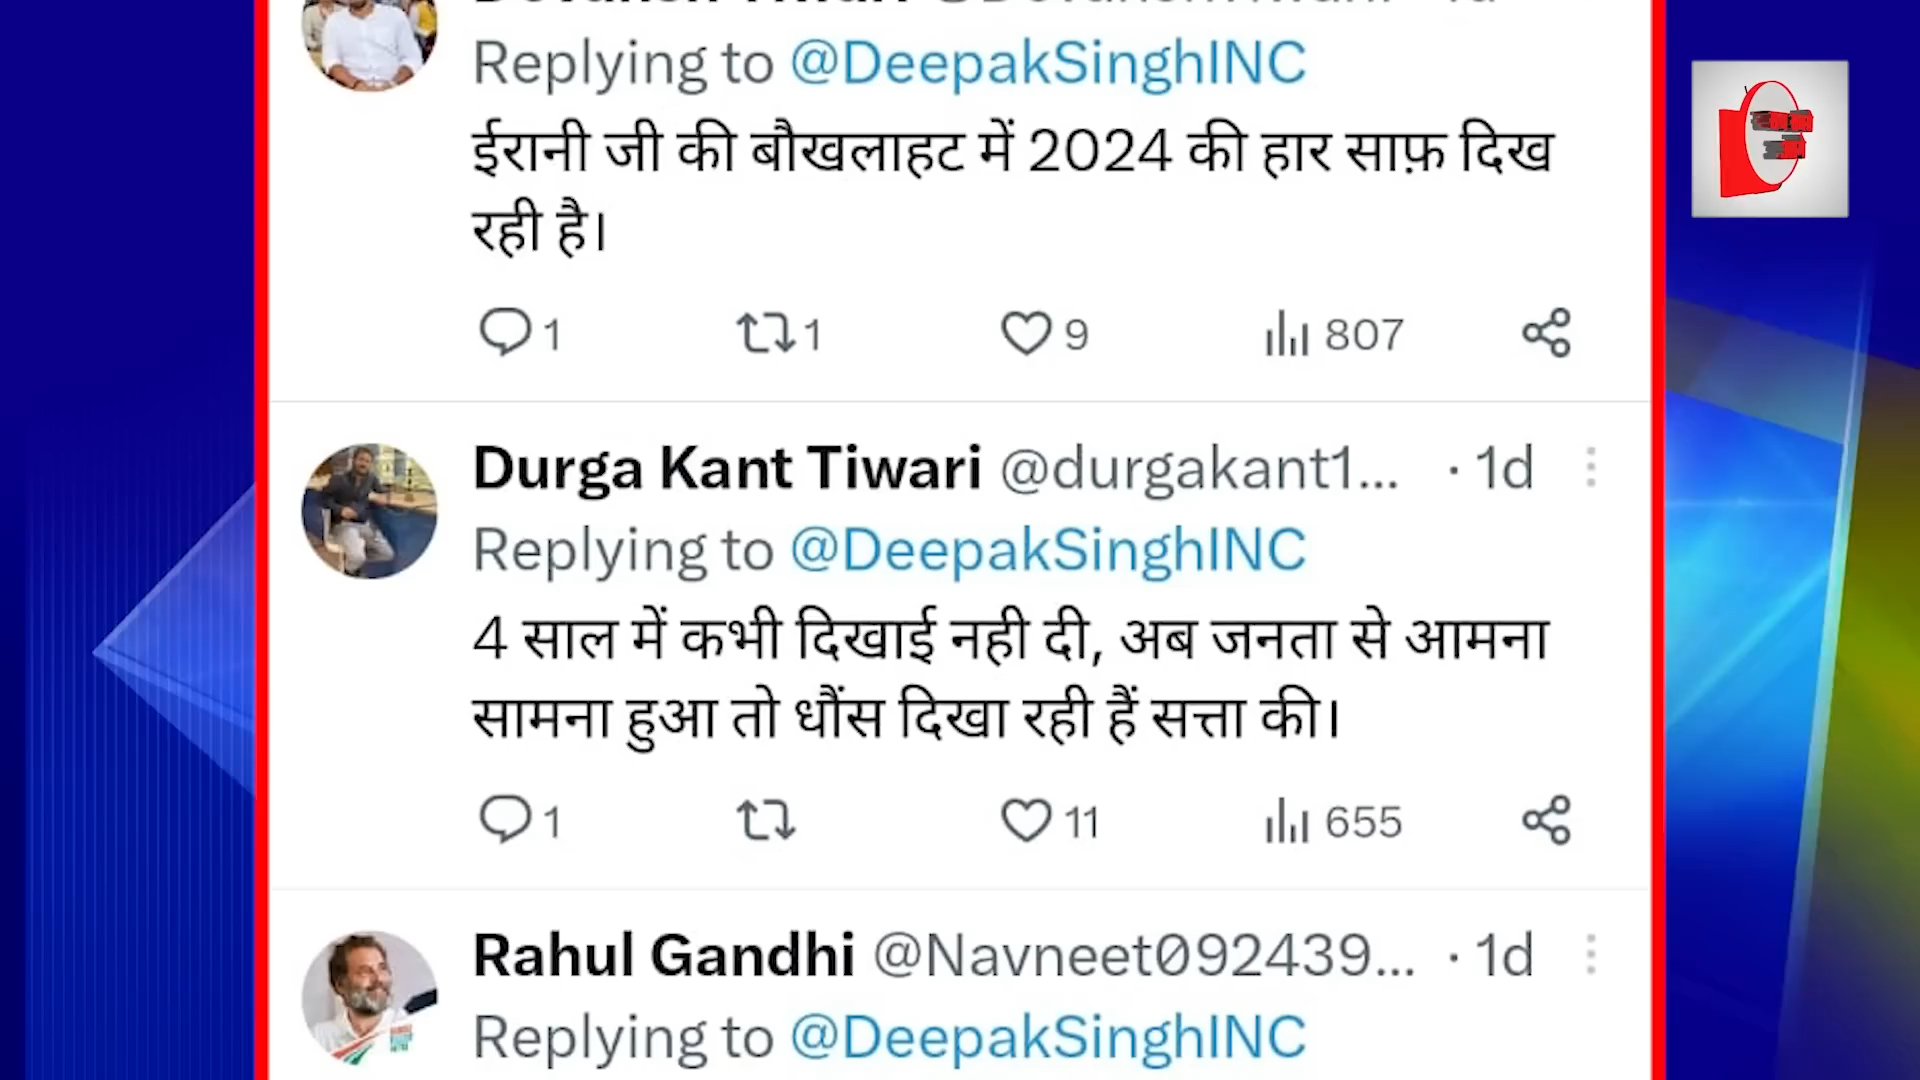 Replying to @DeepakSinghINC
ईरानी जी की बौखलाहट में 2024 की हार साफ़ दिख
रही है।
1 1 9 807
Durga Kant Tiwari @durgakant1... · 1d
Replying to @DeepakSinghINC
4 साल में कभी दिखाई नही दी, अब जनता से आमना
सामना हुआ तो धौंस दिखा रही हैं सत्ता की।
1 11 655
Rahul Gandhi @Navneet092439... · 1d
Replying to @DeepakSinghINC